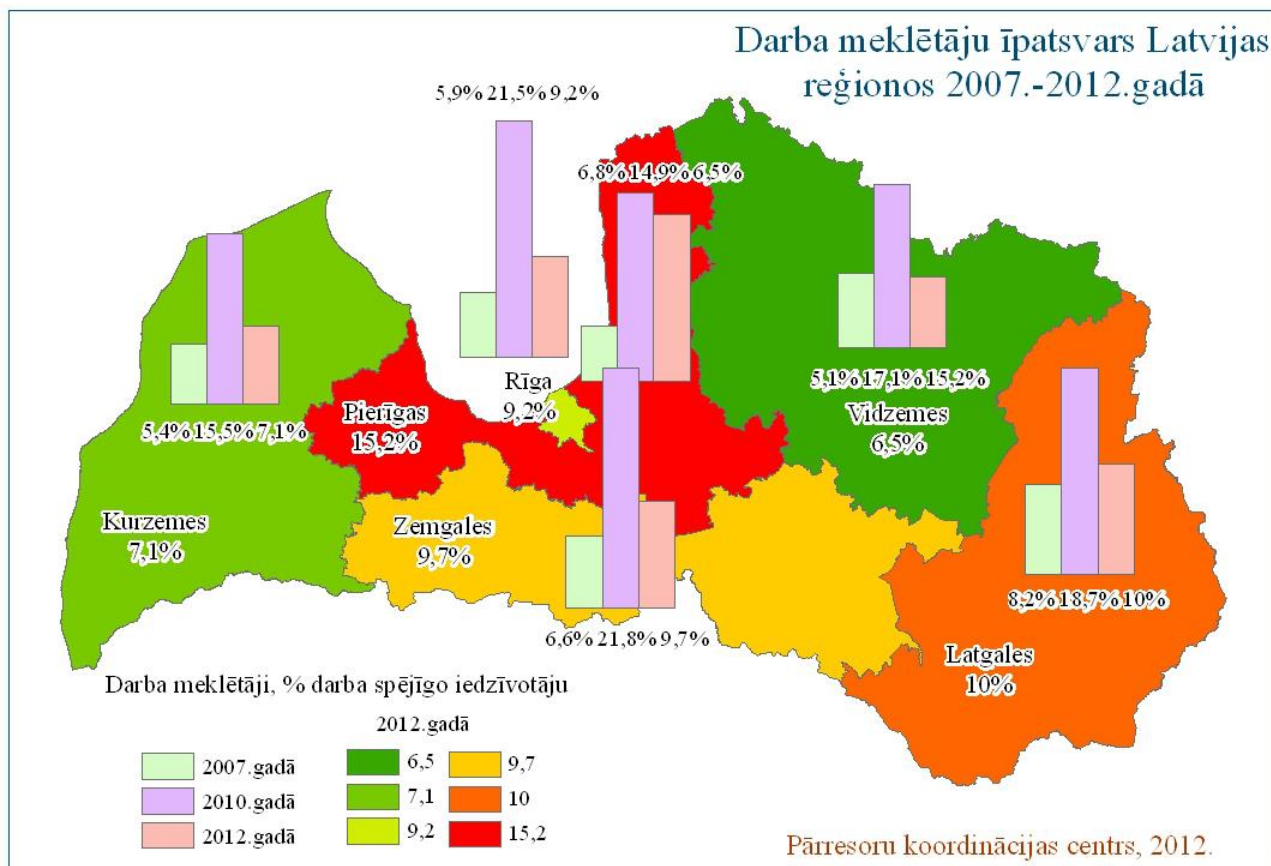 Darba meklētāju īpatsvars Latvijas
reģionos 2007.-2012.gadā
5,9% 21,5% 9,2%
6,8% 14,9% 6,5%
5,4% 15,5% 7,1%
5,1% 17,1% 15,2%
Rīga
9,2%
Pierīgas
15,2%
Vidzemes
6,5%
Kurzemes
7,1%
Zemgales
9,7%
8,2% 18,7% 10%
6,6% 21,8% 9,7%
Latgales
10%
Darba meklētāji, % darba spējīgo iedzīvotāju
2012.gadā
2007.gadā
2010.gadā
2012.gadā
6,5
7,1
9,2
9,7
10
15,2
Pārresoru koordinācijas centrs, 2012.